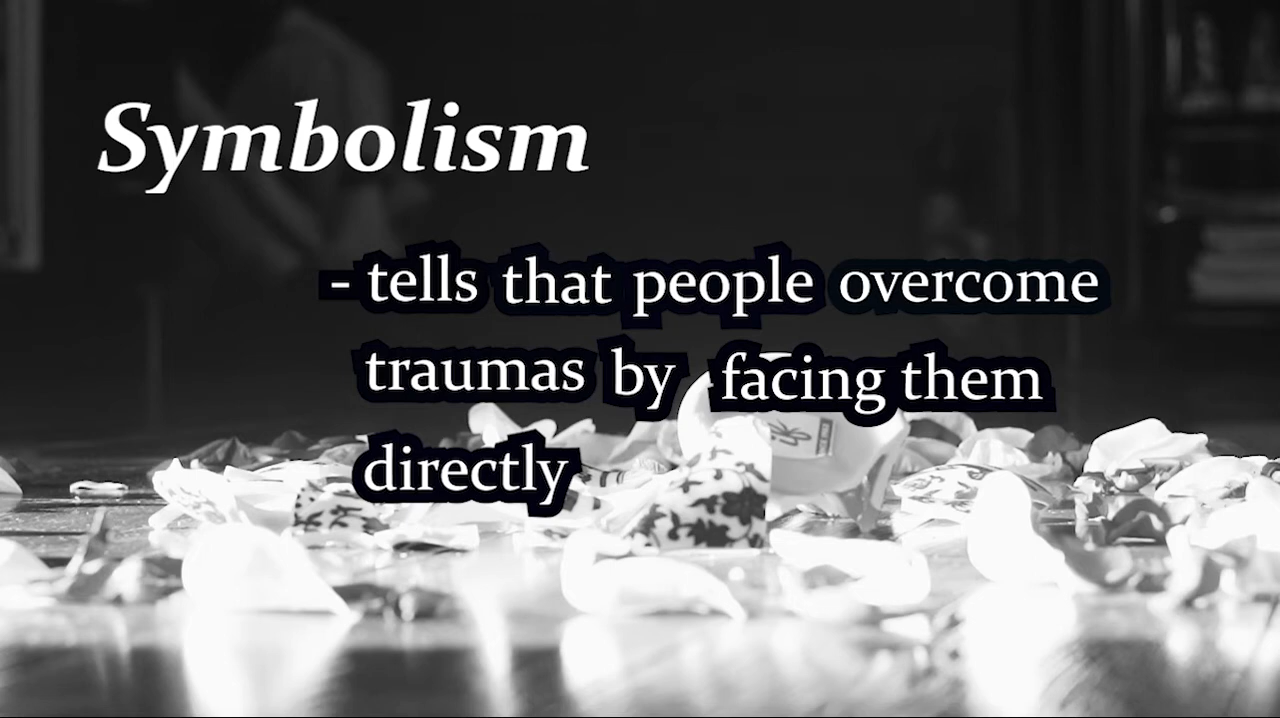 Symbolism
- tells that people overcome
traumas by facing them
directly